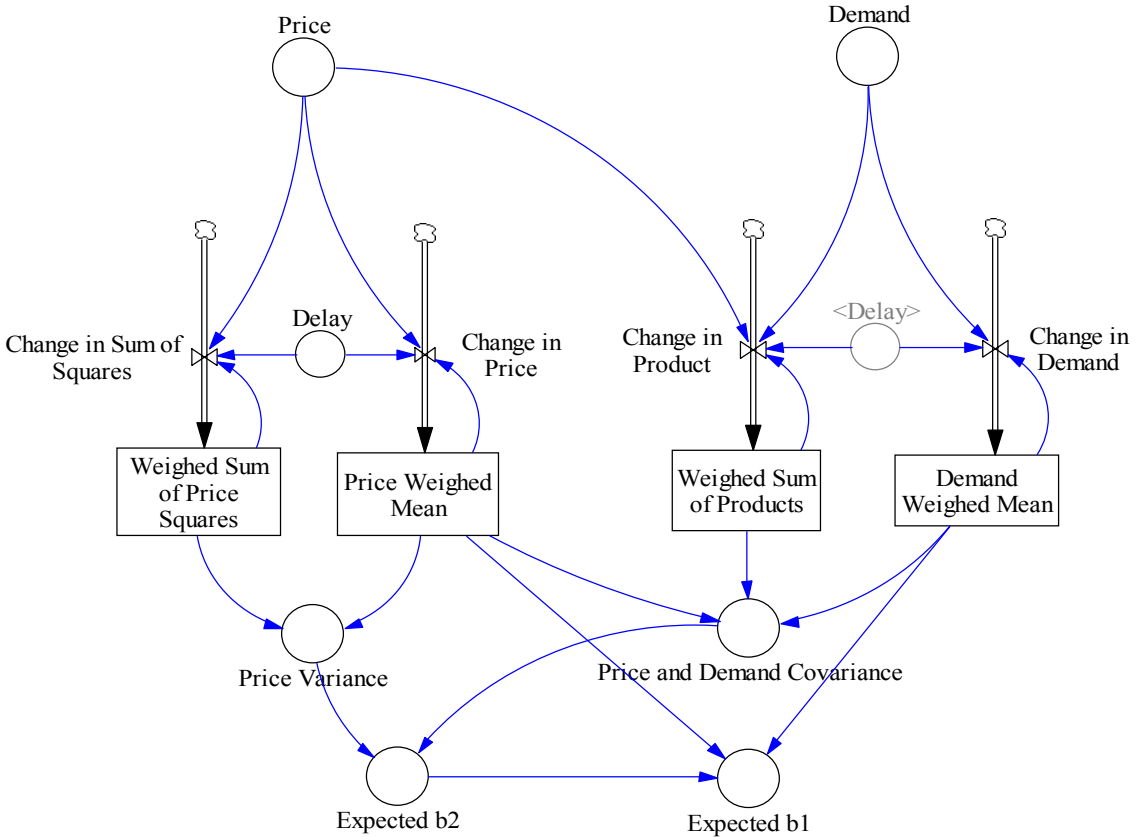 Price
Demand
Delay
<Delay>
Change in Sum of
Squares
Change in
Price
Change in
Product
Change in
Demand
Weighed Sum
of Price
Squares
Price Weighed
Mean
Weighed Sum
of Products
Demand
Weighed Mean
Price Variance
Price and Demand Covariance
Expected b2
Expected b1